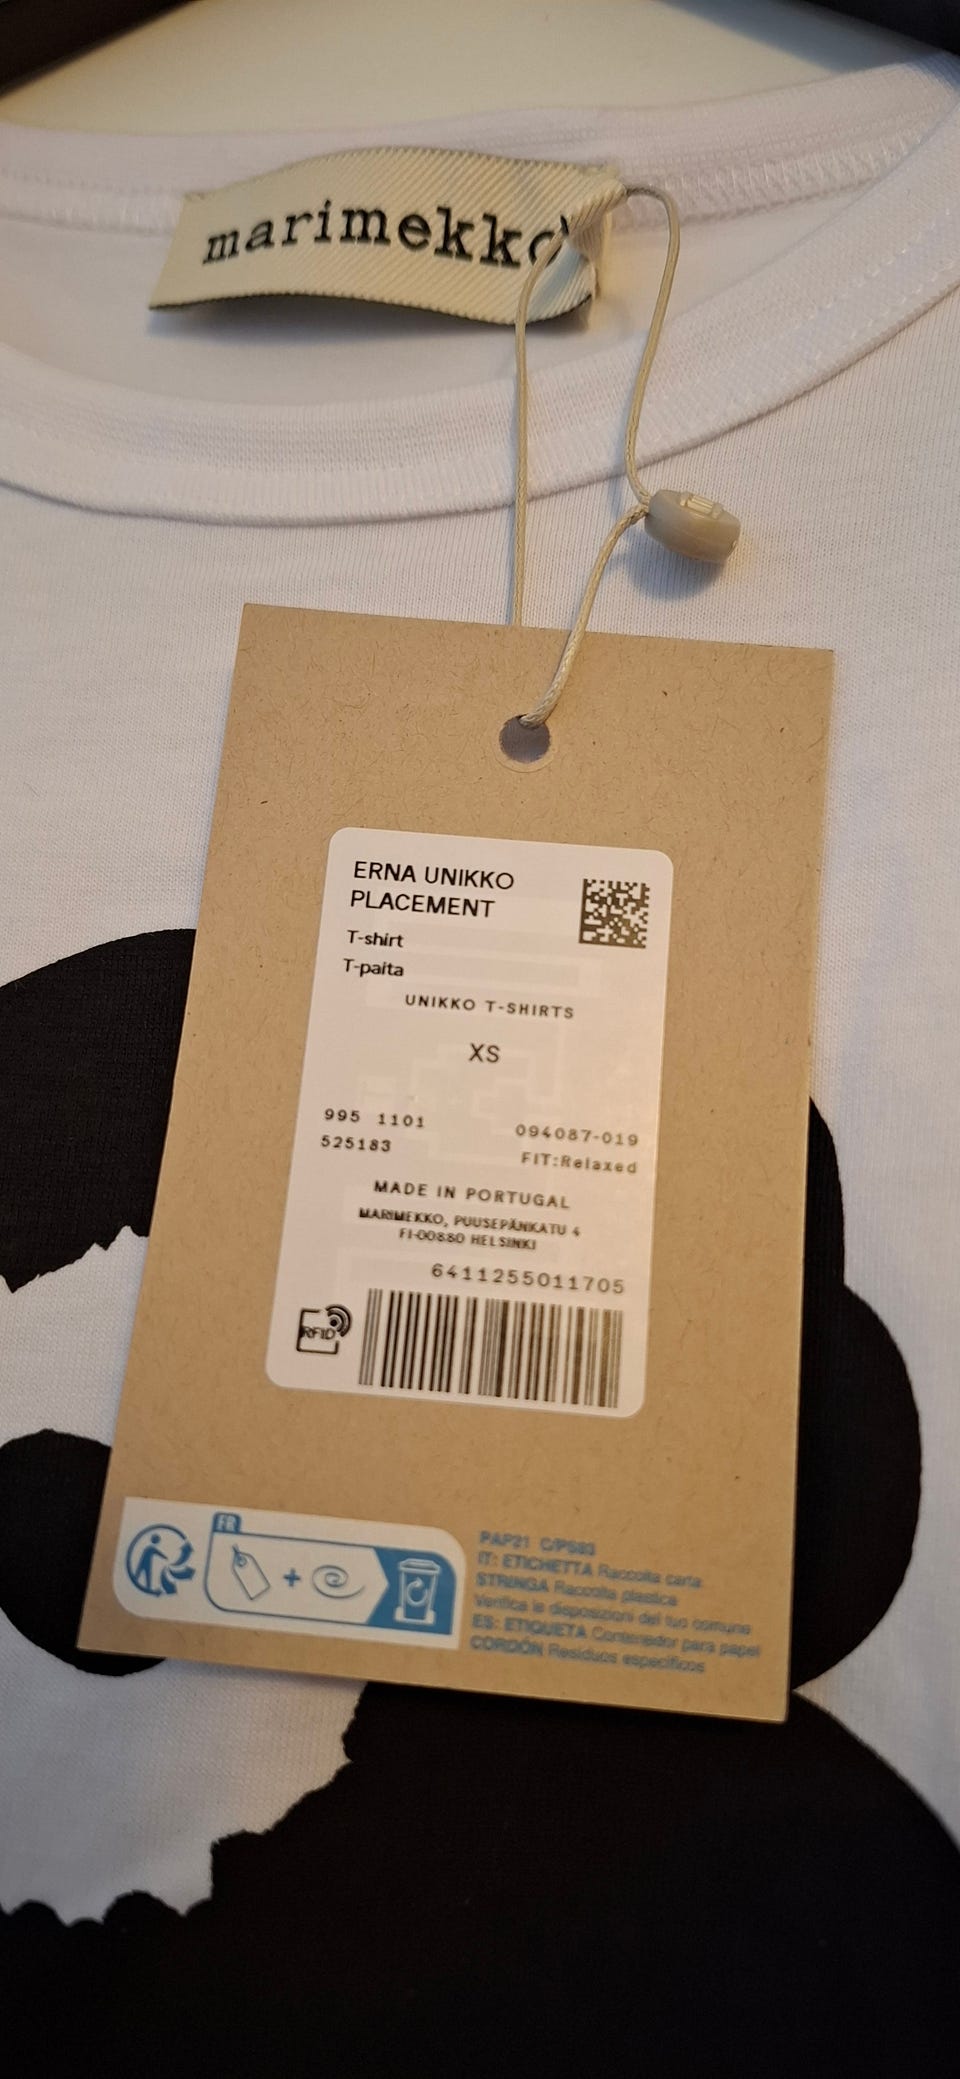 marimekko
ERNA UNIKKO
PLACEMENT
T-shirt
T-paita
UNIKKO T-SHIRTS
XS
995 1101
094087-019
525183
FIT:Relaxed
MADE IN PORTUGAL
MARIMEKKO, PUUSEPÄNKATU 4
FI-00880 HELSINKI
6411255011705
RFID
FR
PAP21 C/PS83
IT: ETICHETTA Raccolta carta
STRINGA Raccolta plastica
Verifica le disposizioni del tuo comune
ES: ETIQUETA Contenedor para papel
CORDÓN Residuos específicos